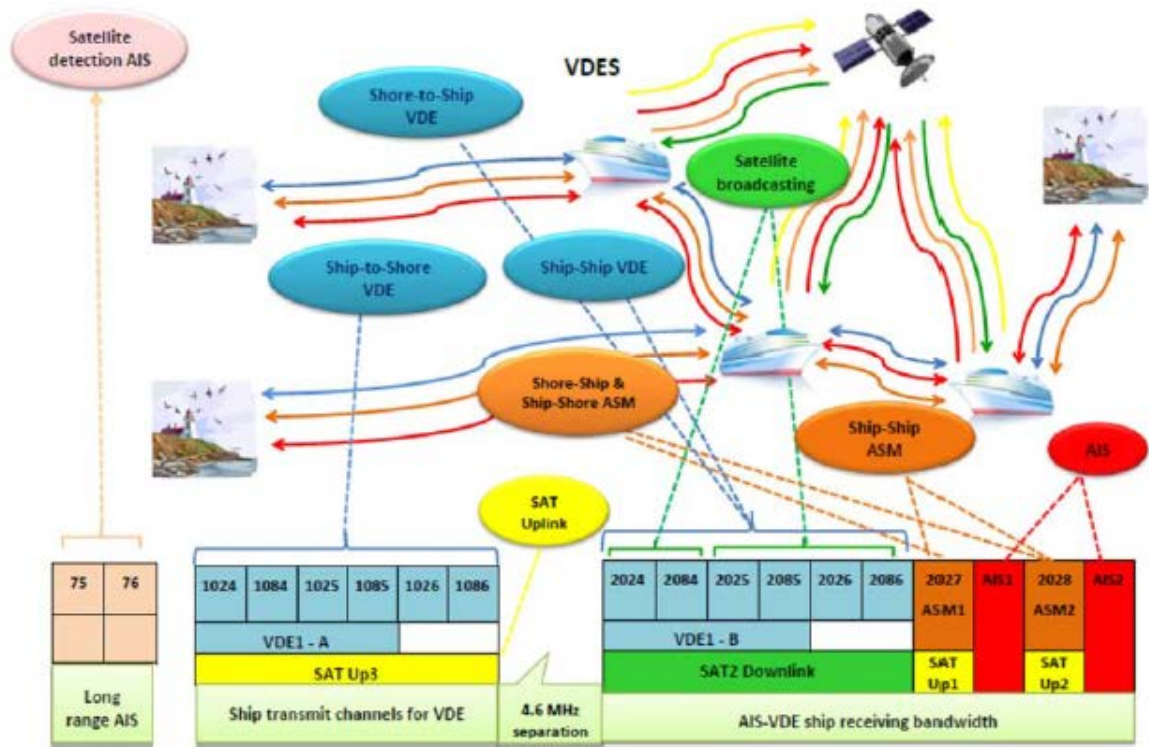 Satellite
detection AIS
VDES
Shore-to-Ship
VDE
Satellite
broadcasting
Ship-to-Shore
VDE
Ship-Ship VDE
Shore-Ship &
Ship-Shore ASM
Ship-Ship
ASM
AIS
SAT
Uplink
75 76
1024 1084 1025 1085 1026 1086
2024 2084 2025 2085 2026 2086 2027 AIS1 2028 AIS2
ASM1 ASM2
VDE1 - A
VDE1 - B
SAT Up3
SAT2 Downlink
SAT
Up1
SAT
Up2
Long
range AIS
Ship transmit channels for VDE
4.6 MHz
separation
AIS-VDE ship receiving bandwidth